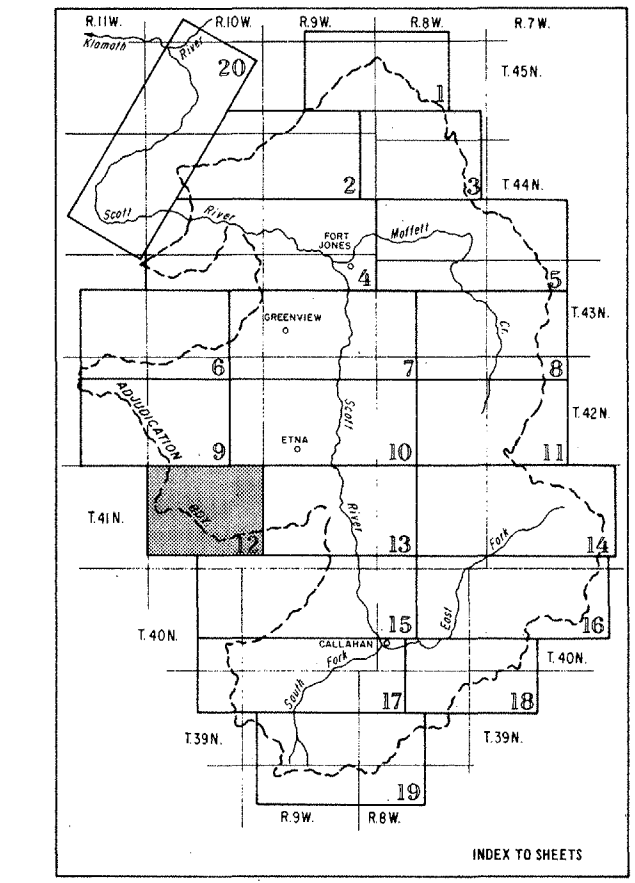 R.11W. R.10W. R.9W. R.8W. R.7W.
Klamath River
20
T.45N.
1
2
3
T.44N.
Scott River
FORT JONES
Moffett
4
5
GREENVIEW
Cr.
T.43N.
6
7
8
ADJUDICATION
Scott
T.42N.
ETNA
9
10
11
T.41N.
BDY.
12
River
13
Fork
14
T.40N.
CALLAHAN
15
East
16
Fork
South
T.40N.
17
18
T.39N.
T.39N.
19
R.9W. R.8W.
INDEX TO SHEETS